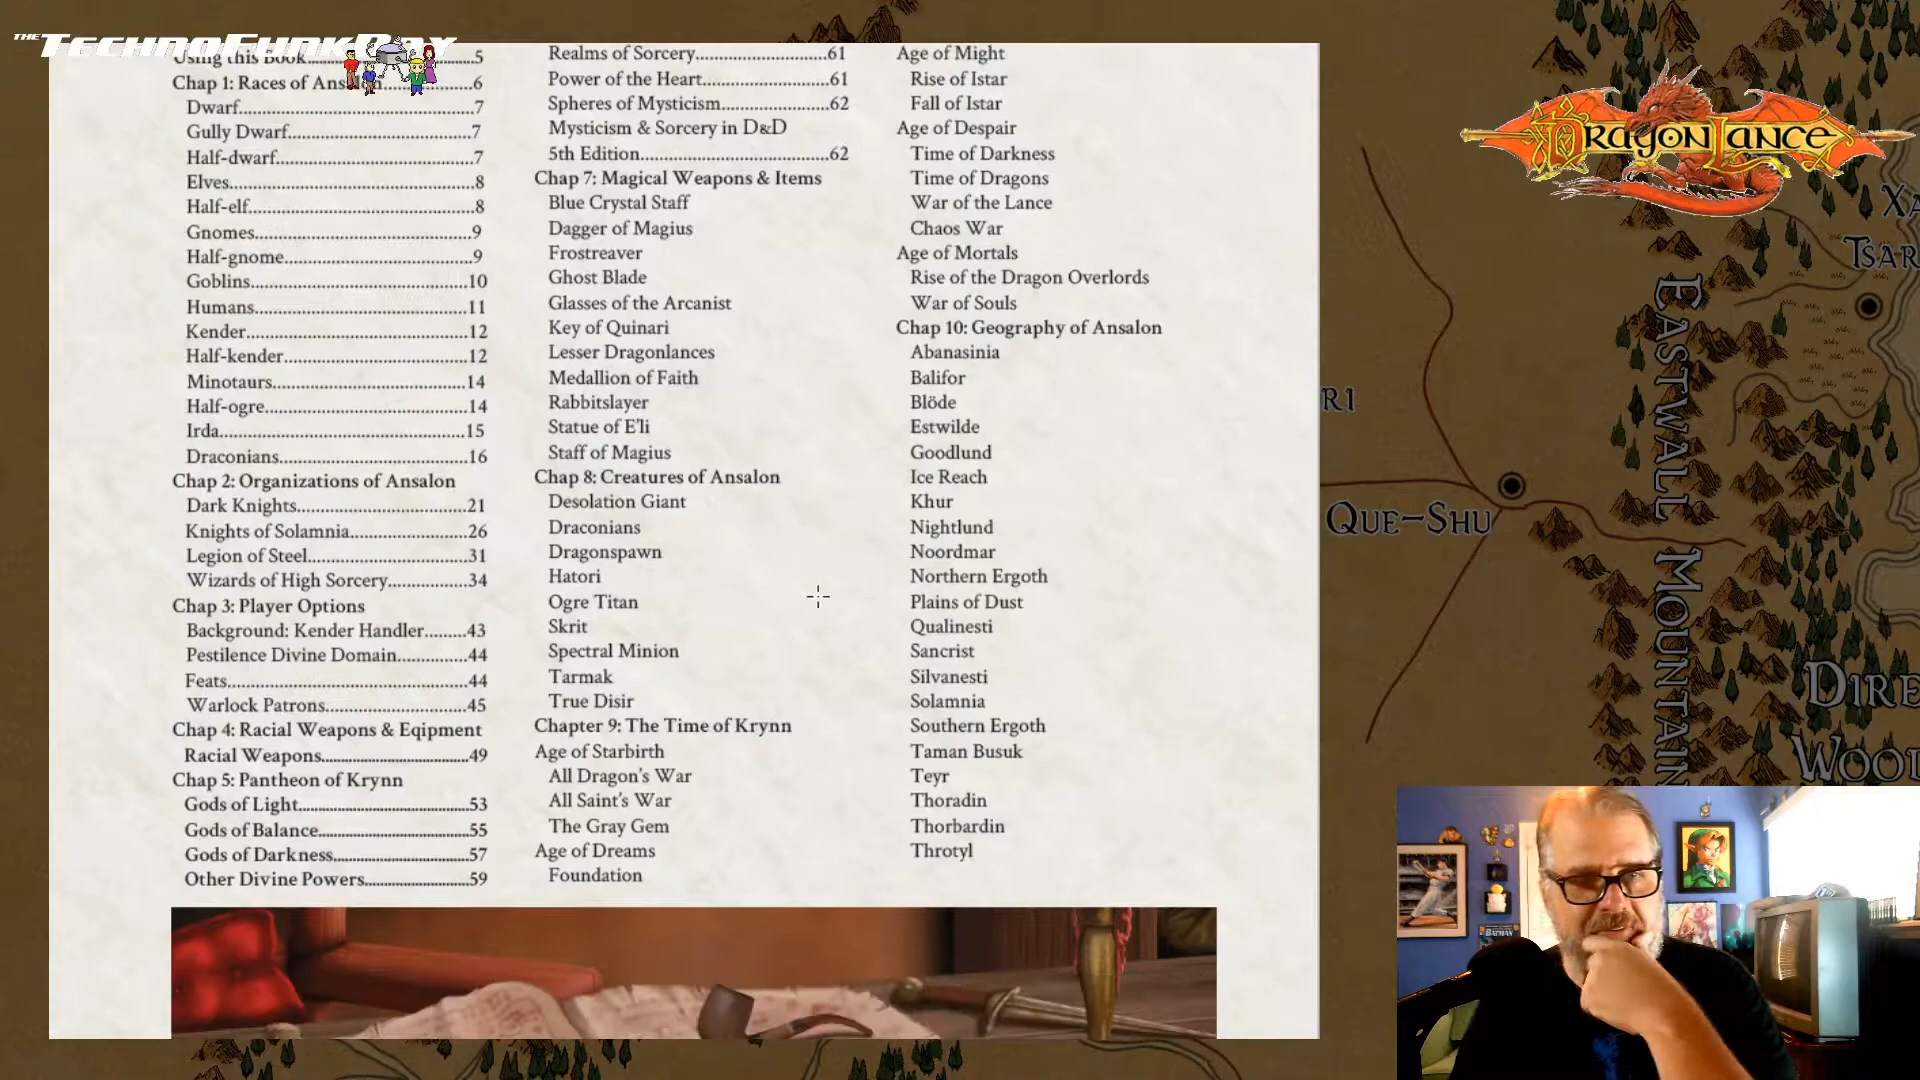 THE TECHNOFUNKBOY
Using this Book 5
Chap 1: Races of Ansalon 6
Dwarf 7
Gully Dwarf 7
Half-dwarf 7
Elves 8
Half-elf 8
Gnomes 9
Half-gnome 9
Goblins 10
Humans 11
Kender 12
Half-kender 12
Minotaurs 14
Half-ogre 14
Irda 15
Draconians 16
Chap 2: Organizations of Ansalon
Dark Knights 21
Knights of Solamnia 26
Legion of Steel 31
Wizards of High Sorcery 34
Chap 3: Player Options
Background: Kender Handler 43
Pestilence Divine Domain 44
Feats 44
Warlock Patrons 45
Chap 4: Racial Weapons & Eqipment
Racial Weapons 49
Chap 5: Pantheon of Krynn
Gods of Light 53
Gods of Balance 55
Gods of Darkness 57
Other Divine Powers 59
Realms of Sorcery 61
Power of the Heart 61
Spheres of Mysticism 62
Mysticism & Sorcery in D&D
5th Edition 62
Chap 7: Magical Weapons & Items
Blue Crystal Staff
Dagger of Magius
Frostreaver
Ghost Blade
Glasses of the Arcanist
Key of Quinari
Lesser Dragonlances
Medallion of Faith
Rabbitslayer
Statue of E'li
Staff of Magius
Chap 8: Creatures of Ansalon
Desolation Giant
Draconians
Dragonspawn
Hatori
Ogre Titan
Skrit
Spectral Minion
Tarmak
True Disir
Chapter 9: The Time of Krynn
Age of Starbirth
All Dragon's War
All Saint's War
The Gray Gem
Age of Dreams
Foundation
Age of Might
Rise of Istar
Fall of Istar
Age of Despair
Time of Darkness
Time of Dragons
War of the Lance
Chaos War
Age of Mortals
Rise of the Dragon Overlords
War of Souls
Chap 10: Geography of Ansalon
Abanasinia
Balifor
Blöde
Estwilde
Goodlund
Ice Reach
Khur
Nightlund
Noordmar
Northern Ergoth
Plains of Dust
Qualinesti
Sancrist
Silvanesti
Solamnia
Southern Ergoth
Taman Busuk
Teyr
Thoradin
Thorbardin
Throtyl
DRAGONLANCE
XA
TSAR
RI
QUE-SHU
EASTWALL MOUNTAIN
DIRE
WOOD
BATMAN